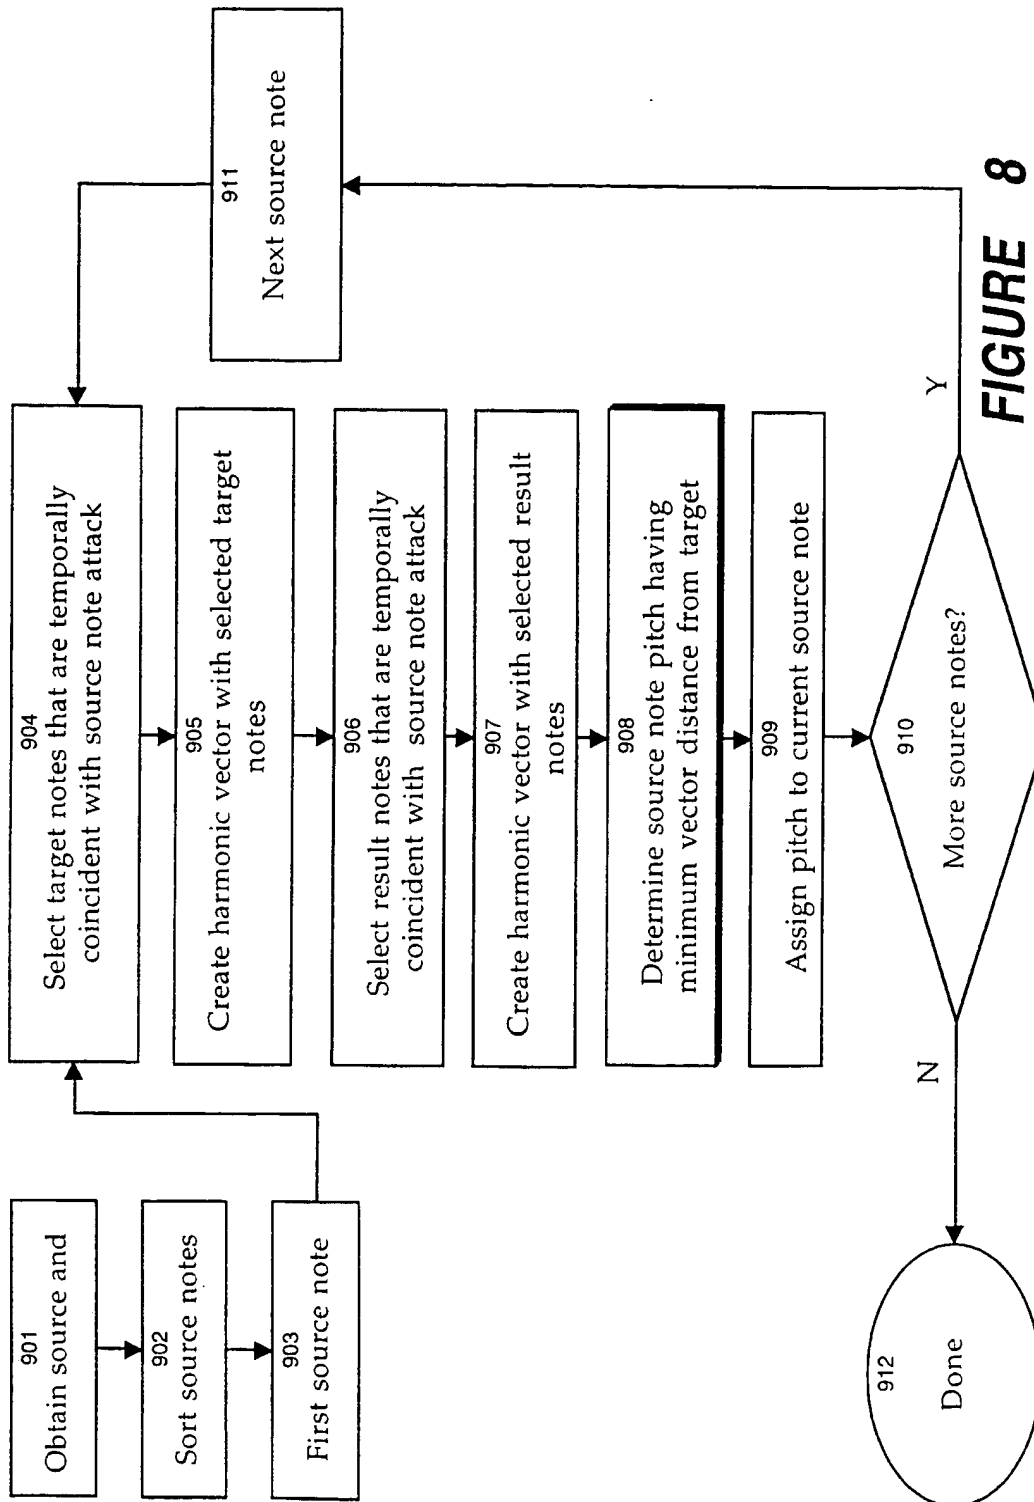 901
Obtain source and
902
Sort source notes
903
First source note
904
Select target notes that are temporally
coincident with source note attack
905
Create harmonic vector with selected target
notes
906
Select result notes that are temporally
coincident with source note attack
907
Create harmonic vector with selected result
notes
908
Determine source note pitch having
minimum vector distance from target
909
Assign pitch to current source note
910
More source notes?
Y
N
911
Next source note
912
Done
FIGURE 8